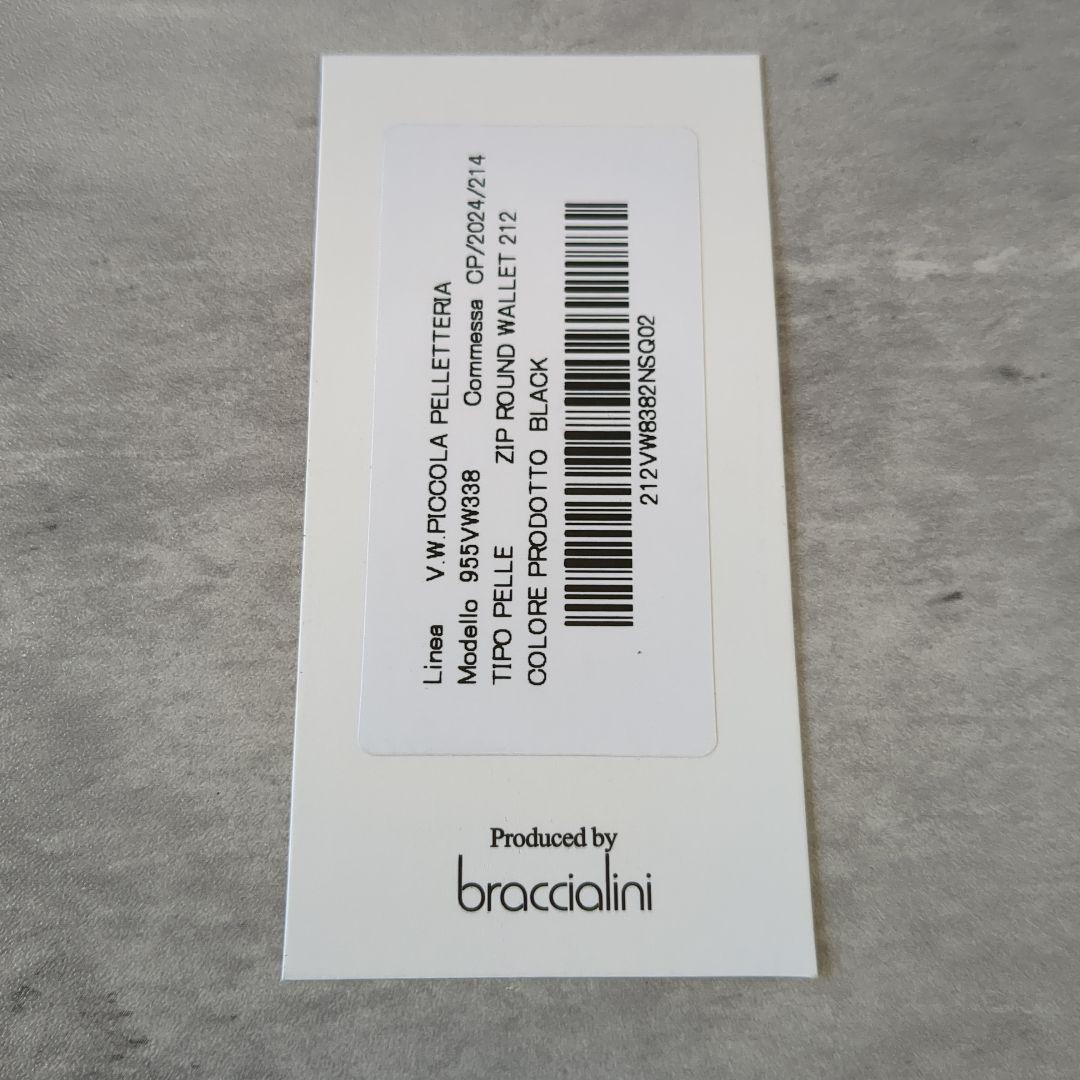 Linea V.W.PICCOLA PELLETTERIA
Modello 955VW338 Commessa CP/2024/214
TIPO PELLE ZIP ROUND WALLET 212
COLORE PRODOTTO BLACK
212VW8382NSQ02
Produced by
braccialini